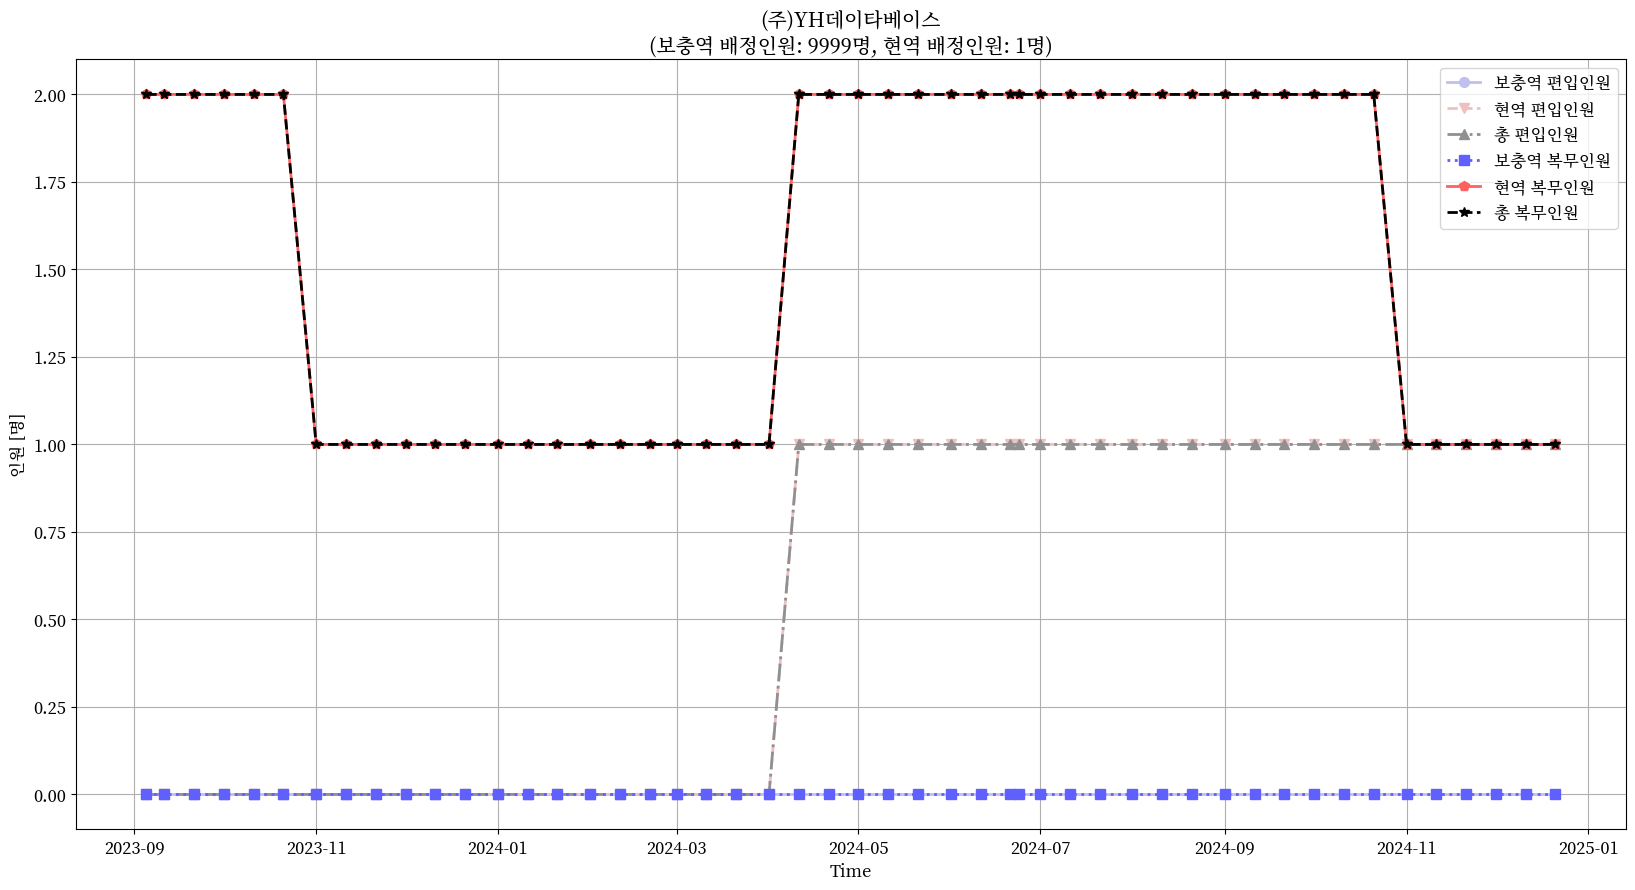 (주)YH데이타베이스
(보충역 배정인원: 9999명, 현역 배정인원: 1명)
보충역 편입인원
현역 편입인원
총 편입인원
보충역 복무인원
현역 복무인원
총 복무인원
인원 [명]
2.00
1.75
1.50
1.25
1.00
0.75
0.50
0.25
0.00
2023-09 2023-11 2024-01 2024-03 2024-05 2024-07 2024-09 2024-11 2025-01
Time